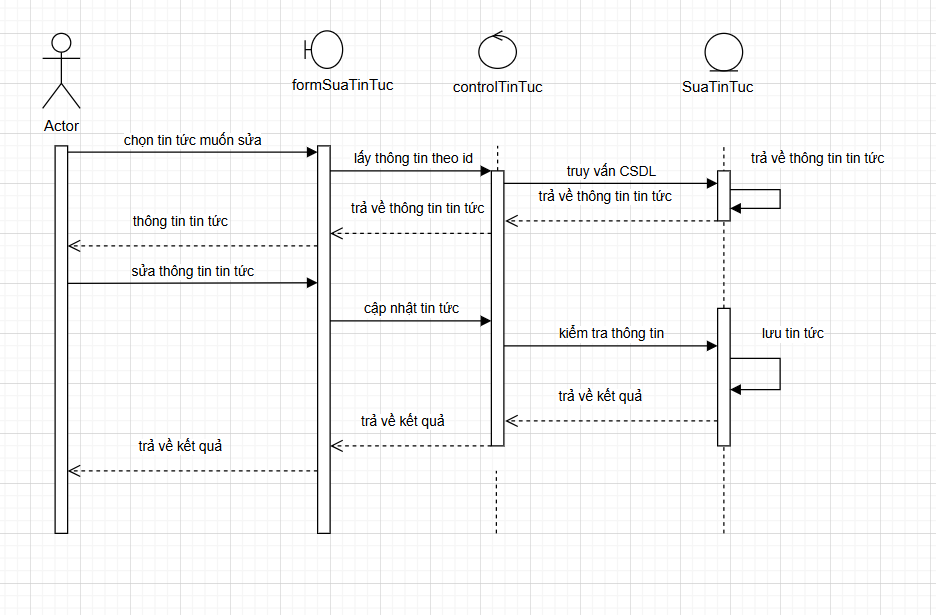 formSuaTinTuc
controlTinTuc
SuaTinTuc
Actor
chọn tin tức muốn sửa
lấy thông tin theo id
trả về thông tin tin tức
truy vấn CSDL
trả về thông tin tin tức
trả về thông tin tin tức
thông tin tin tức
sửa thông tin tin tức
cập nhật tin tức
kiểm tra thông tin
lưu tin tức
trả về kết quả
trả về kết quả
trả về kết quả